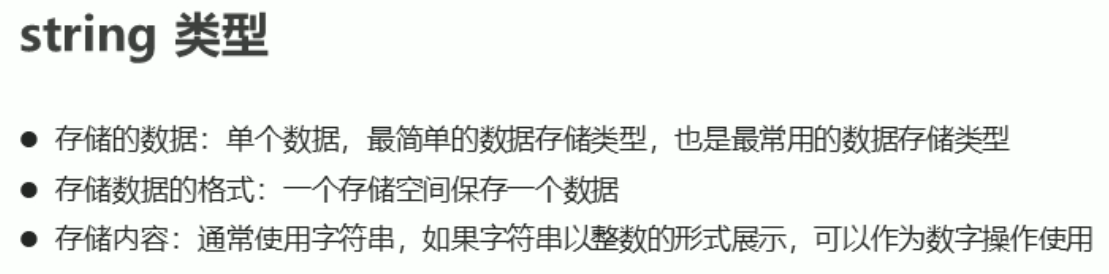 string 类型
● 存储的数据：单个数据，最简单的数据存储类型，也是最常用的数据存储类型
● 存储数据的格式：一个存储空间保存一个数据
● 存储内容：通常使用字符串，如果字符串以整数的形式展示，可以作为数字操作使用